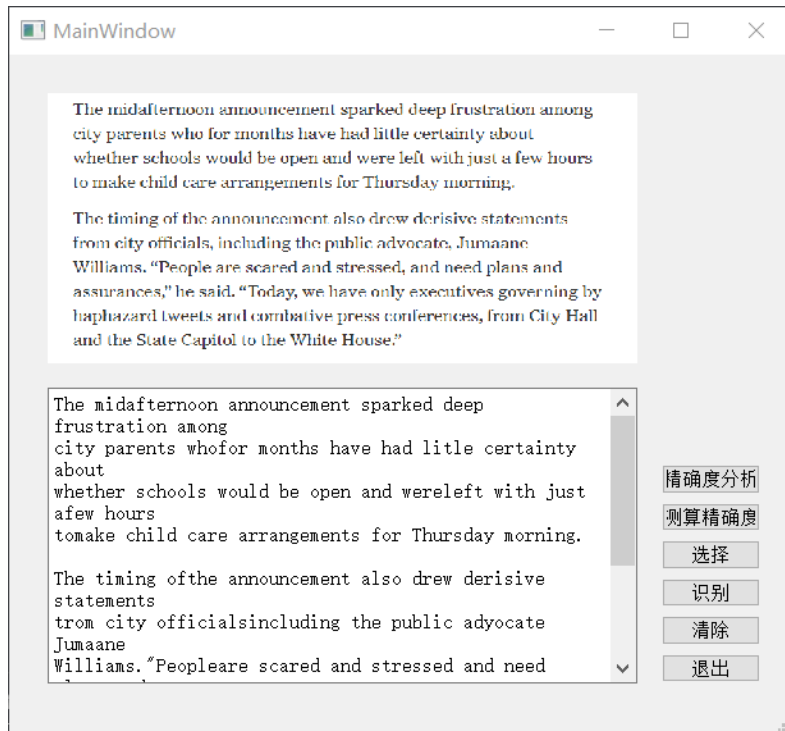 MainWindow
The midafternoon announcement sparked deep frustration among
city parents who for months have had little certainty about
whether schools would be open and were left with just a few hours
to make child care arrangements for Thursday morning.
The timing of the announcement also drew derisive statements
from city officials, including the public advocate, Jumaane
Williams. “People are scared and stressed, and need plans and
assurances,” he said. “Today, we have only executives governing by
haphazard tweets and combative press conferences, from City Hall
and the State Capitol to the White House.”
The midafternoon announcement sparked deep
frustration among
city parents whofor months have had litle certainty
about
whether schools would be open and wereleft with just
afew hours
tomake child care arrangements for Thursday morning.
The timing ofthe announcement also drew derisive
statements
trom city officialsincluding the public advocate
Jumaane
Williams."Peopleare scared and stressed and need
精确度分析
测算精确度
选择
识别
清除
退出